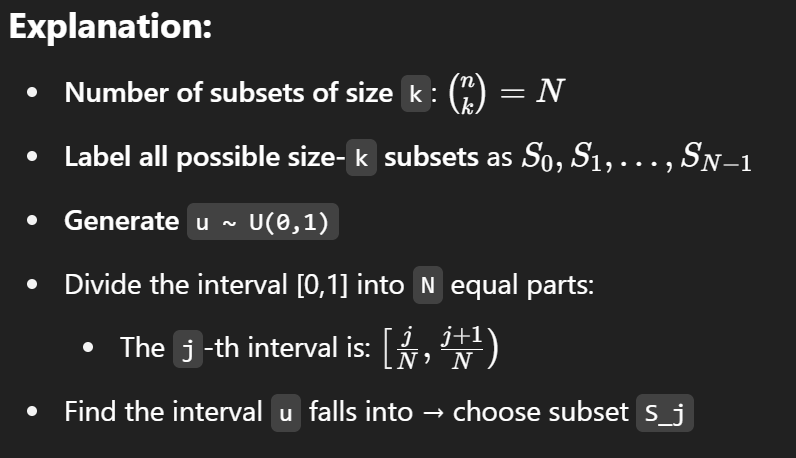 Explanation:
• Number of subsets of size k: $\binom{n}{k} = N$
• Label all possible size-k subsets as $S_0, S_1, \ldots, S_{N-1}$
• Generate u ~ U(0,1)
• Divide the interval [0,1] into N equal parts:
• The j-th interval is: $\left[\frac{j}{N}, \frac{j+1}{N}\right)$
• Find the interval u falls into → choose subset S_j